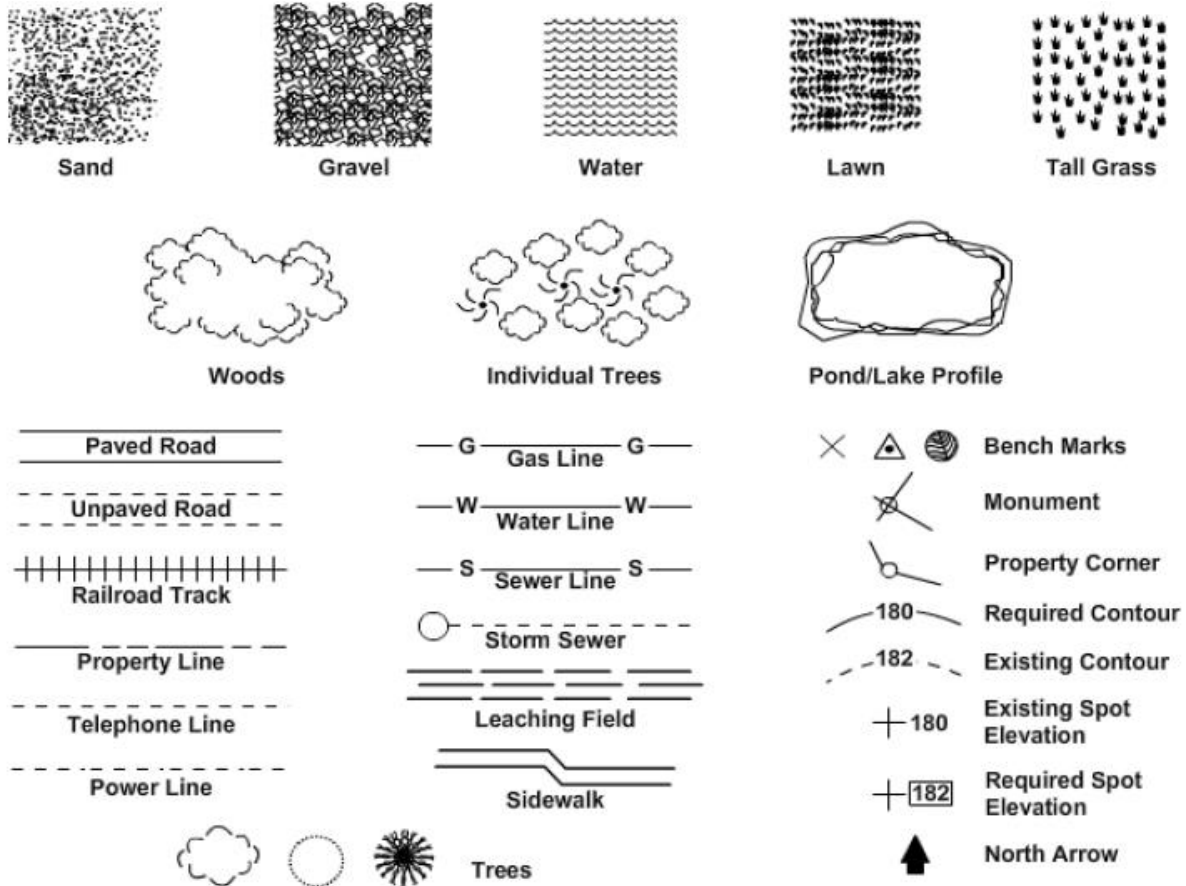 Sand
Gravel
Water
Lawn
Tall Grass
Woods
Individual Trees
Pond/Lake Profile
Paved Road
Unpaved Road
Railroad Track
Property Line
Telephone Line
Power Line
G G
Gas Line
W W
Water Line
S S
Sewer Line
Storm Sewer
Leaching Field
Sidewalk
Bench Marks
Monument
Property Corner
180 Required Contour
182 Existing Contour
180 Existing Spot
Elevation
182 Required Spot
Elevation
North Arrow
Trees